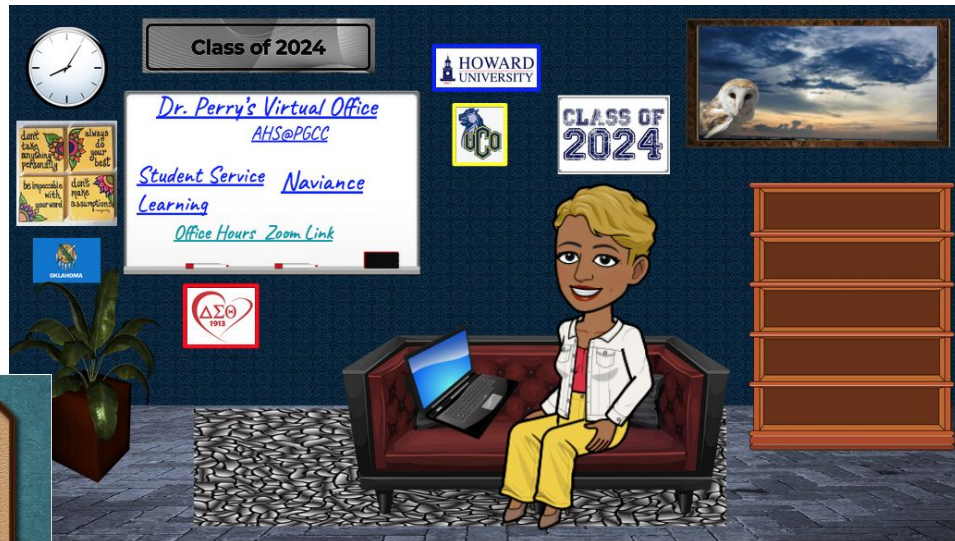 Class of 2024
HOWARD
UNIVERSITY
Dr. Perry's Virtual Office
AHS@PGCC
UCO
CLASS OF
2024
don't
take
anything
personally
always
do
your
best
be impeccable
with
your word
don't
make
assumptions
Student Service
Learning
Naviance
Office Hours Zoom Link
OKLAHOMA
ΔΣΘ
1913